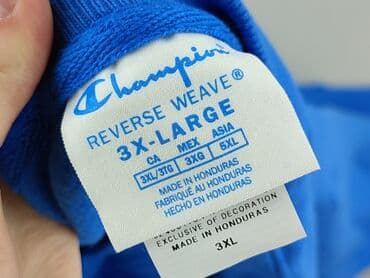 Champion
REVERSE WEAVE®
3X-LARGE
CA MEX ASIA
3XL/3TG 3XG 5XL
MADE IN HONDURAS
FABRIQUÉ AU HONDURAS
HECHO EN HONDURAS
EXCLUSIVE OF DECORATION
MADE IN HONDURAS
3XL